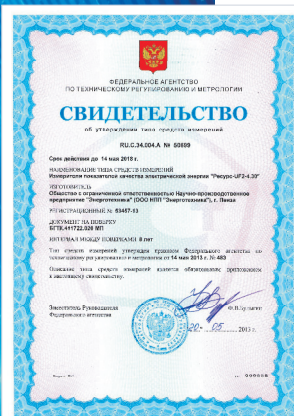 ФЕДЕРАЛЬНОЕ АГЕНТСТВО
ПО ТЕХНИЧЕСКОМУ РЕГУЛИРОВАНИЮ И МЕТРОЛОГИИ
СВИДЕТЕЛЬСТВО
об утверждении типа средств измерений
RU.C.34.004.A № 50899
Срок действия до 14 мая 2018 г.
НАИМЕНОВАНИЕ ТИПА СРЕДСТВ ИЗМЕРЕНИЙ
Измерители показателей качества электрической энергии "Ресурс-UF2-4.30"
ИЗГОТОВИТЕЛЬ
Общество с ограниченной ответственностью Научно-производственное
предприятие "Энерготехника" (ООО НПП "Энерготехника"), г. Пенза
РЕГИСТРАЦИОННЫЙ № 53457-13
ДОКУМЕНТ НА ПОВЕРКУ
БГТК.411722.020 МП
ИНТЕРВАЛ МЕЖДУ ПОВЕРКАМИ 8 лет
Тип средств измерений утвержден приказом Федерального агентства по
техническому регулированию и метрологии от 14 мая 2013 г. № 483
Описание типа средств измерений является обязательным приложением
к настоящему свидетельству.
Заместитель Руководителя
Федерального агентства
Ф.В.Булыгин
20 05 2013 г.